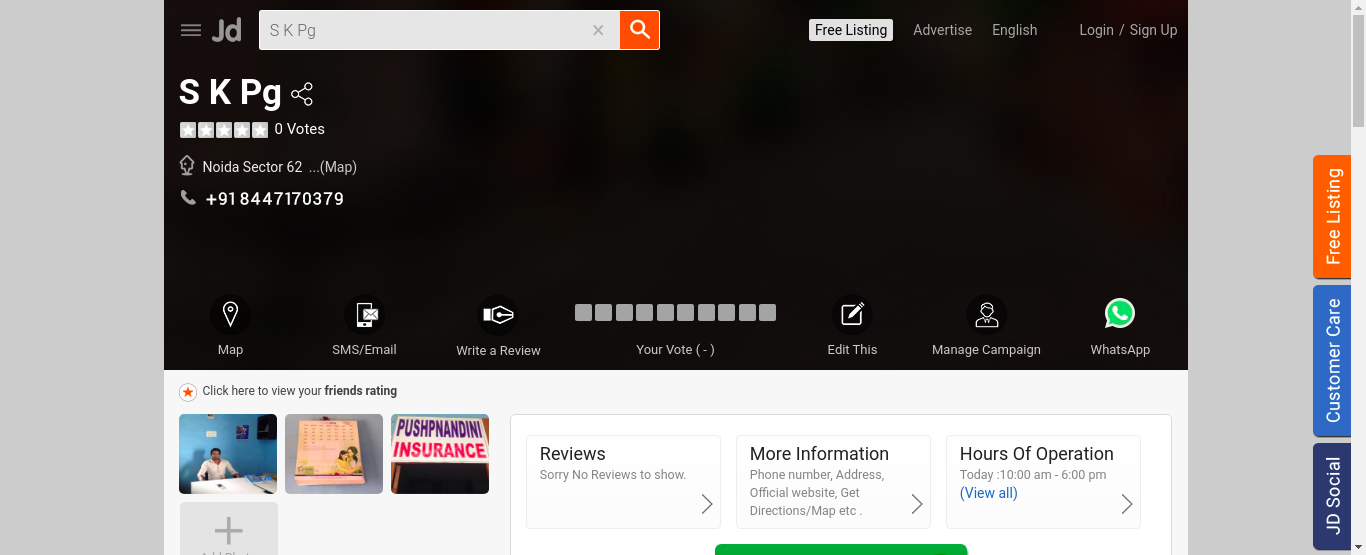 Jd
S K Pg
Free Listing
Advertise
English
Login / Sign Up
S K Pg
0 Votes
Noida Sector 62 ...(Map)
+91 8447170379
Map
SMS/Email
Write a Review
Your Vote ( - )
Edit This
Manage Campaign
WhatsApp
Click here to view your friends rating
PUSHPNANDINI
INSURANCE
Reviews
Sorry No Reviews to show.
More Information
Phone number, Address,
Official website, Get
Directions/Map etc .
Hours Of Operation
Today :10:00 am - 6:00 pm
(View all)
Free Listing
Customer Care
JD Social